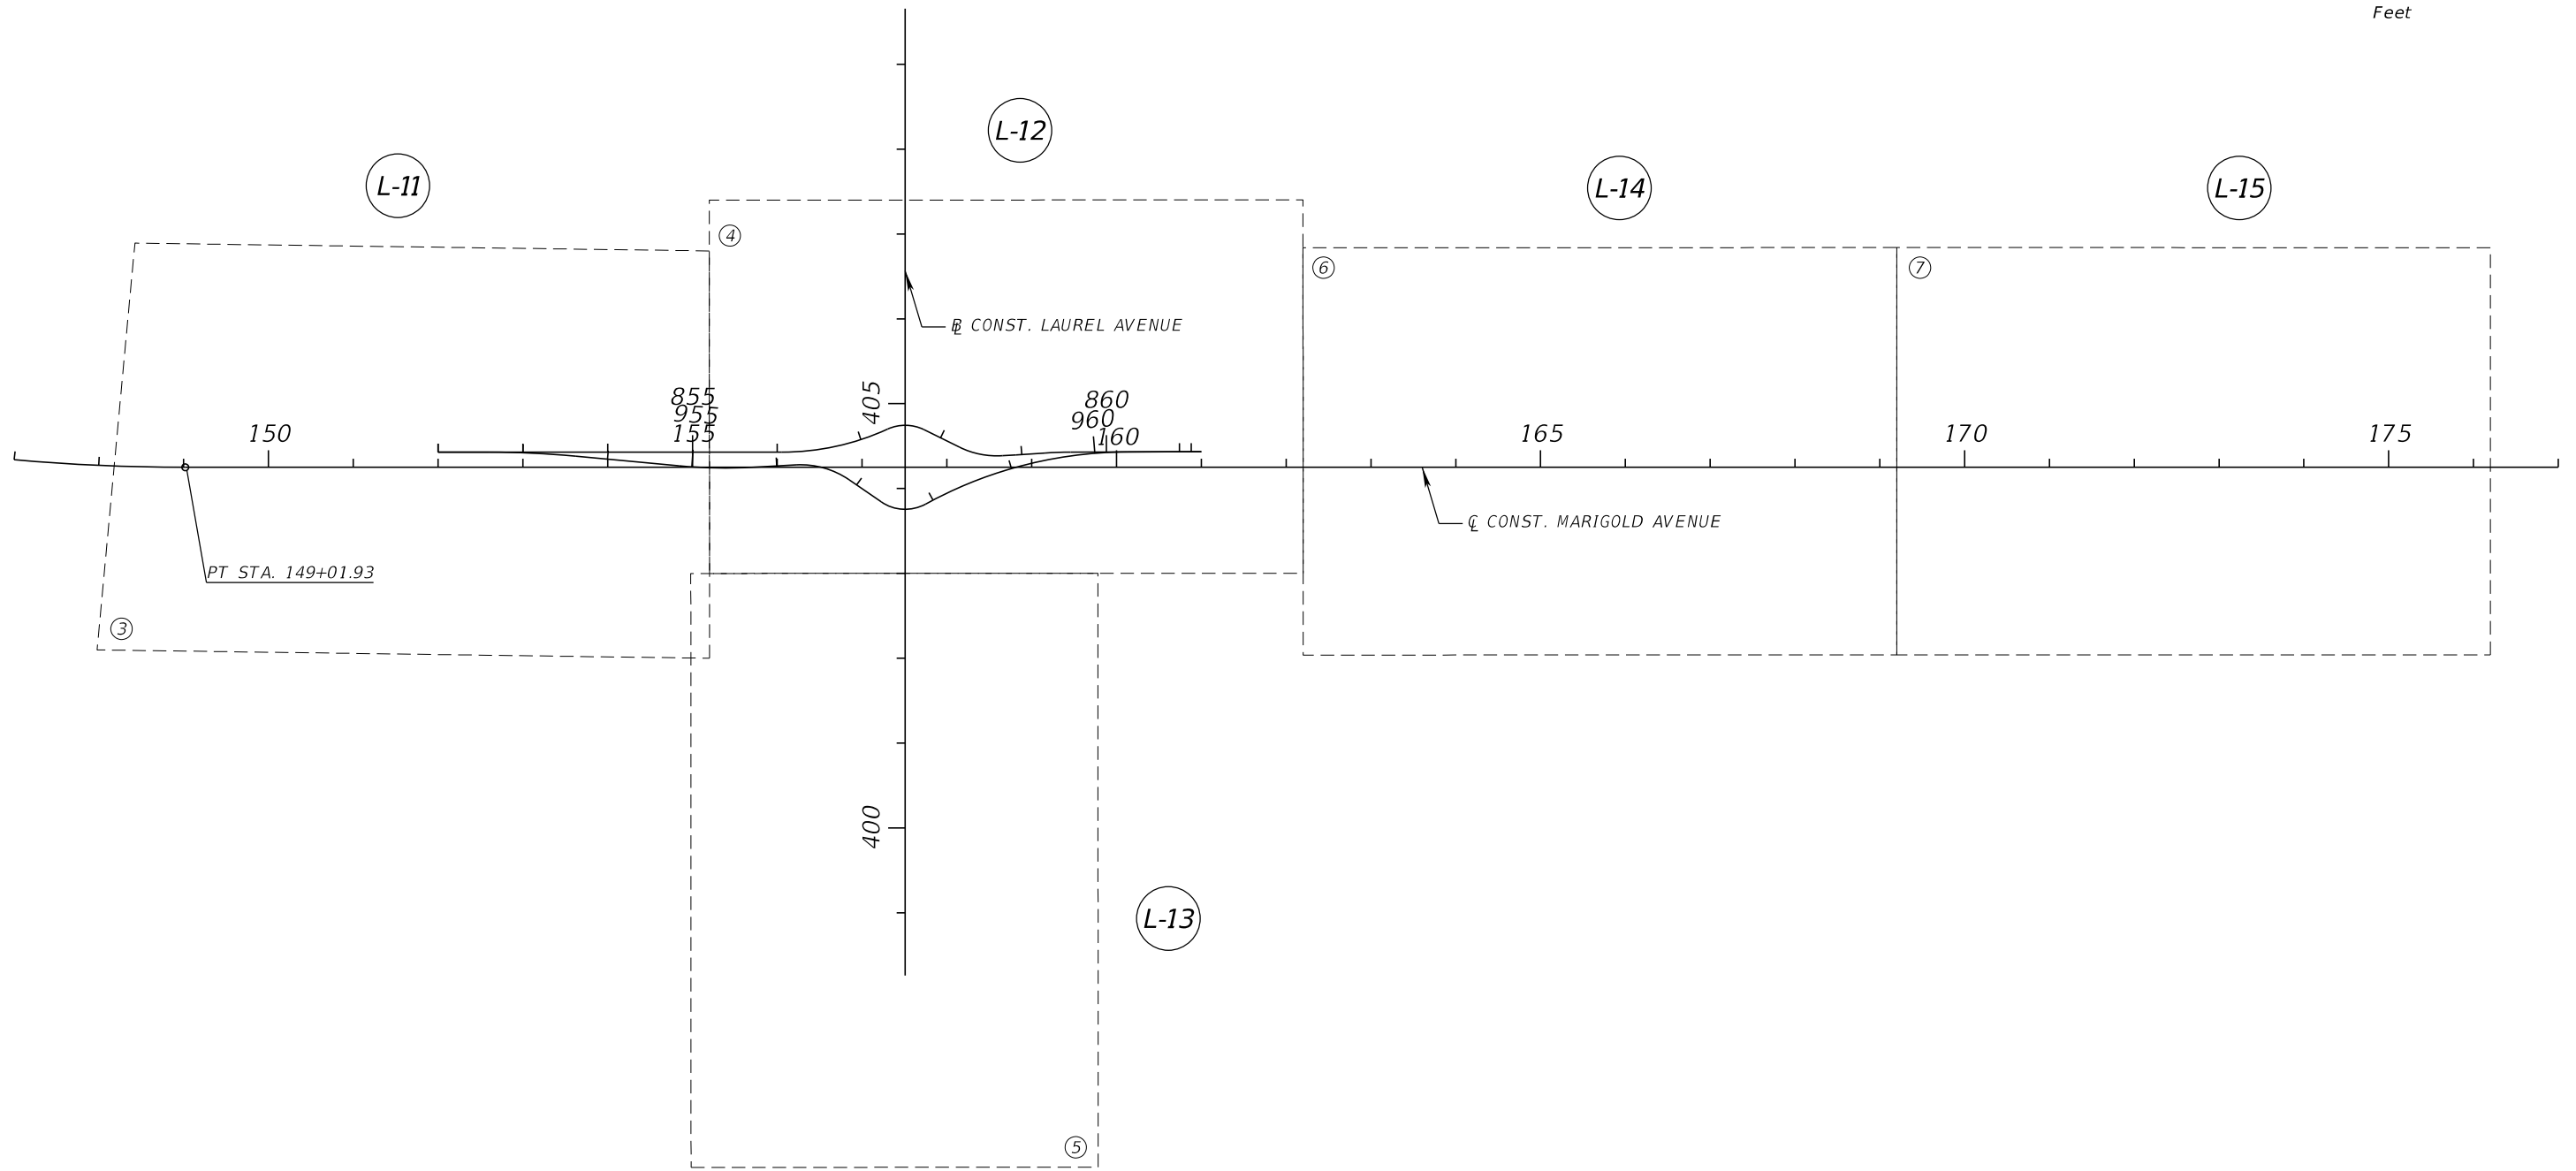 Feet
L-12
L-11
L-14
L-15
4
6
7
℄ CONST. LAUREL AVENUE
855
955
155
405
860
960
160
150
165
170
175
℄ CONST. MARIGOLD AVENUE
PT STA. 149+01.93
3
400
L-13
5